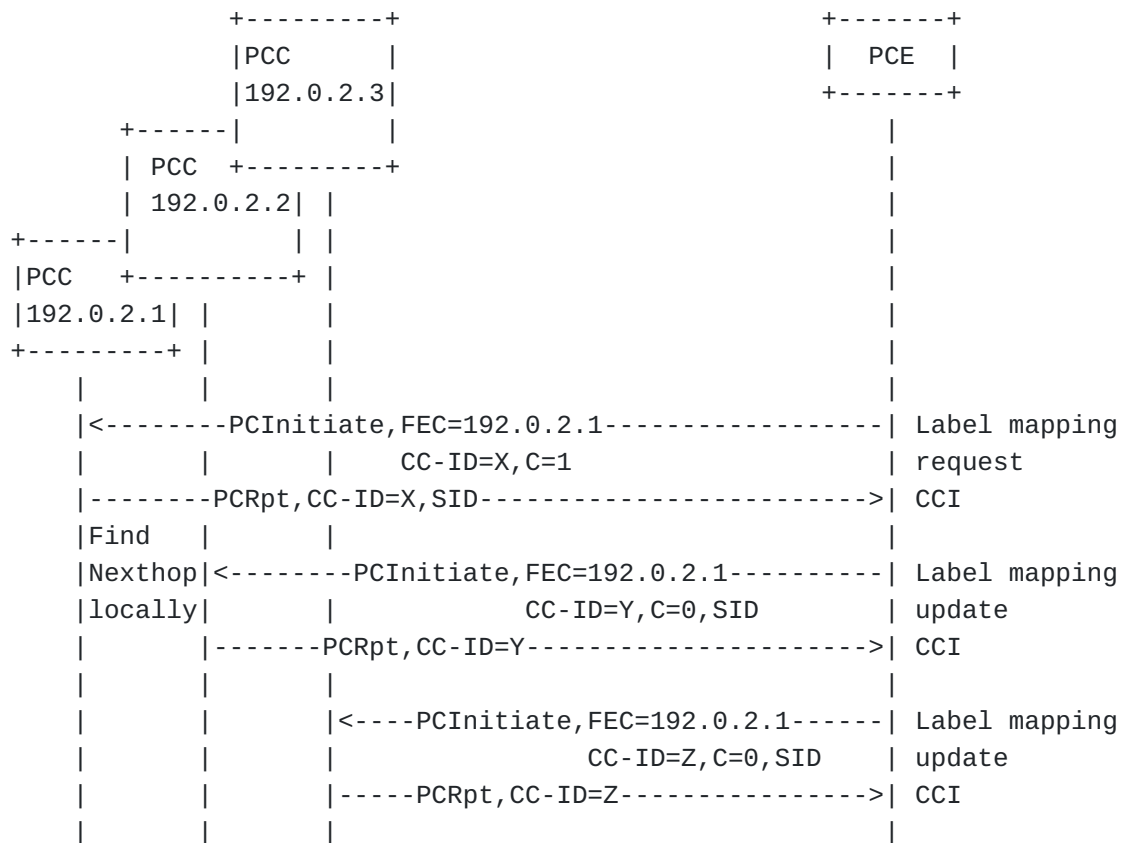 PCC
PCE
192.0.2.3
PCC
192.0.2.2
PCC
192.0.2.1
<--------PCInitiate,FEC=192.0.2.1------------------ Label mapping
CC-ID=X,C=1 request
--------PCRpt,CC-ID=X,SID-------------------------> CCI
Find
Nexthop <--------PCInitiate,FEC=192.0.2.1---------- Label mapping
locally CC-ID=Y,C=0,SID update
-------PCRpt,CC-ID=Y----------------------> CCI
<----PCInitiate,FEC=192.0.2.1------ Label mapping
CC-ID=Z,C=0,SID update
-----PCRpt,CC-ID=Z----------------> CCI